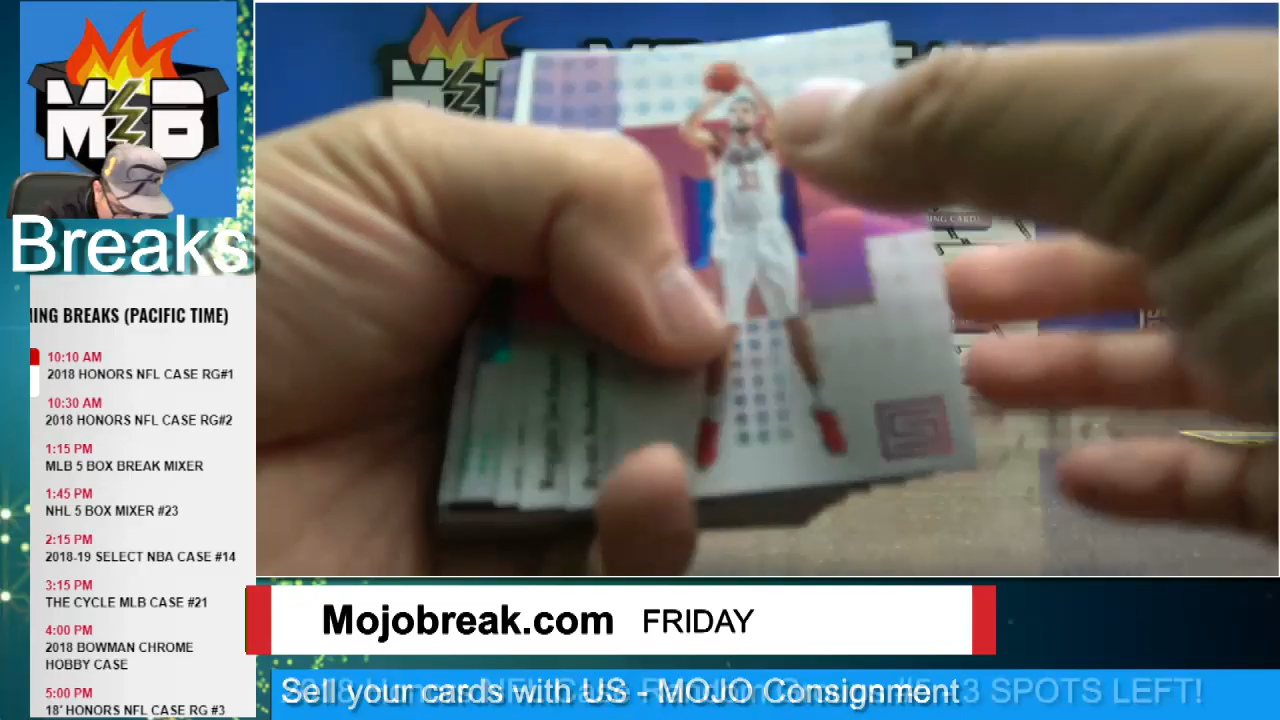 M B
Breaks
ING BREAKS (PACIFIC TIME)
10:10 AM
2018 HONORS NFL CASE RG#1
10:30 AM
2018 HONORS NFL CASE RG#2
1:15 PM
MLB 5 BOX BREAK MIXER
1:45 PM
NHL 5 BOX MIXER #23
2:15 PM
2018-19 SELECT NBA CASE #14
3:15 PM
THE CYCLE MLB CASE #21
4:00 PM
2018 BOWMAN CHROME
HOBBY CASE
5:00 PM
18' HONORS NFL CASE RG #3
Mojobreak.com FRIDAY
Sell your cards with US - MOJO Consignment
3 SPOTS LEFT!